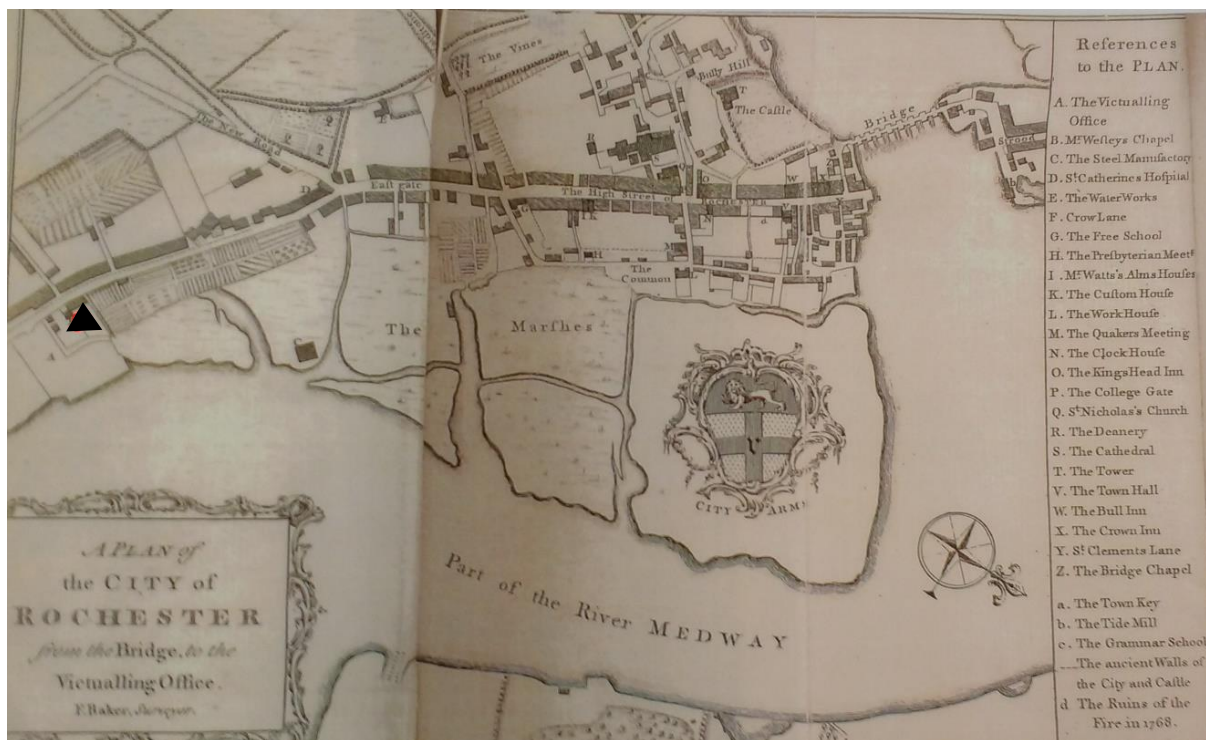 The Vines
Bully Hill
T
The Castle
Bridge
Strood
b
The New
Road
E
R
S
D
East gate
O
W
X
The High Street of
Rochester
G
I K
N
d
V
M
H
The
Common
L
The
Marshes
A
CITY ARMS
Part of the River MEDWAY
A PLAN of
the CITY of
ROCHESTER
from the Bridge, to the
Victualling Office.
F. Baker, Surveyor.
References
to the PLAN.
A. The Victualling
Office
B. Mr Wesleys Chapel
C. The Steel Manufactory
D. St Catherines Hospital
E. The Water Works
F. Crow Lane
G. The Free School
H. The Presbyterian Meetg
I. Mr Watts's Alms Houses
K. The Custom House
L. The Work House
M. The Quakers Meeting
N. The Clock House
O. The Kings Head Inn
P. The College Gate
Q. St Nicholas's Church
R. The Deanery
S. The Cathedral
T. The Tower
V. The Town Hall
W. The Bull Inn
X. The Crown Inn
Y. St Clements Lane
Z. The Bridge Chapel
a. The Town Key
b. The Tide Mill
c. The Grammar School
The ancient Walls of
the City and Castle
d The Ruins of the
Fire in 1768.